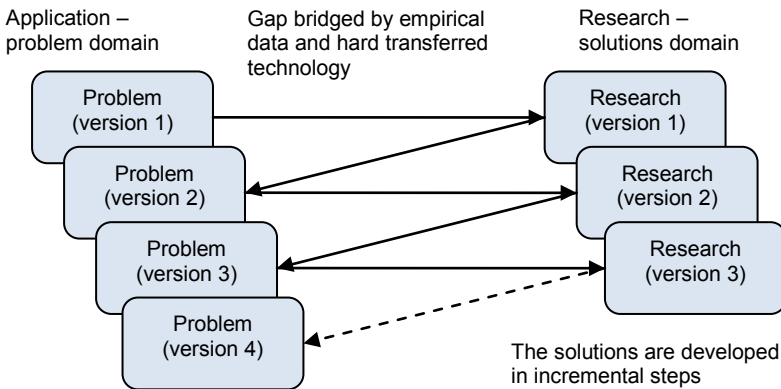 Application –
problem domain
Gap bridged by empirical
data and hard transferred
technology
Research –
solutions domain
Problem
(version 1)
Research
(version 1)
Problem
(version 2)
Research
(version 2)
Problem
(version 3)
Research
(version 3)
Problem
(version 4)
The solutions are developed
in incremental steps